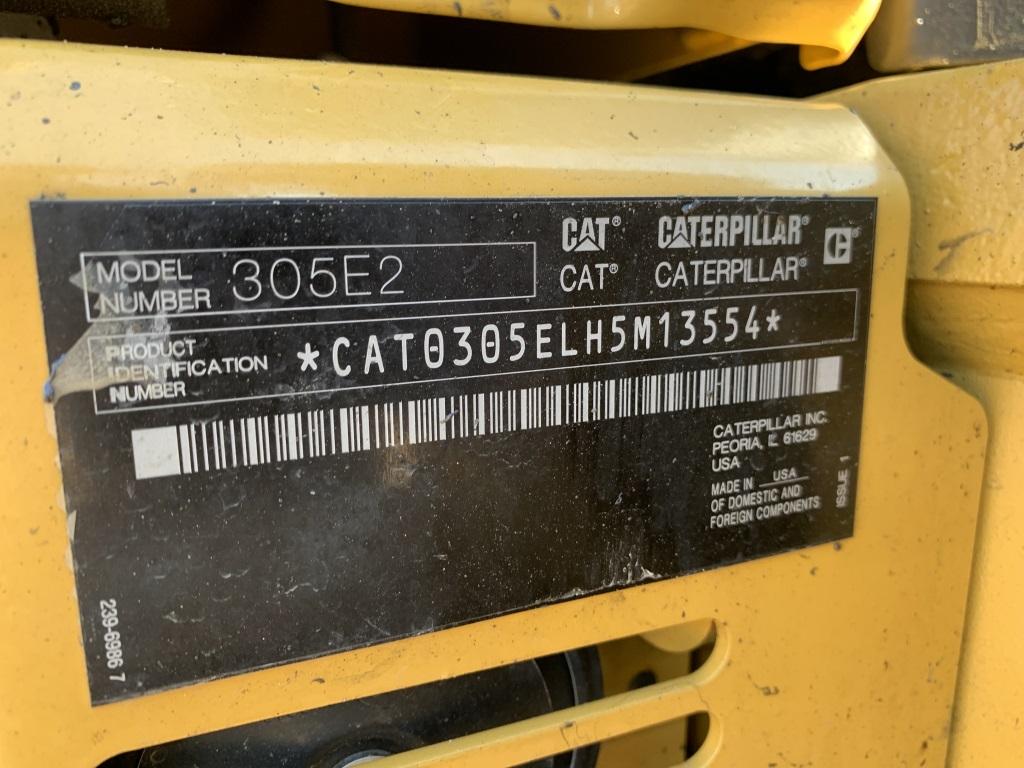 MODEL
NUMBER 305E2
CAT® CATERPILLAR® C®
CAT® CATERPILLAR®
PRODUCT
IDENTIFICATION
NUMBER
*CAT0305ELH5M13554*
CATERPILLAR INC.
PEORIA, IL 61629
USA
MADE IN USA
OF DOMESTIC AND
FOREIGN COMPONENTS
ISSUE 1
239-6986 7